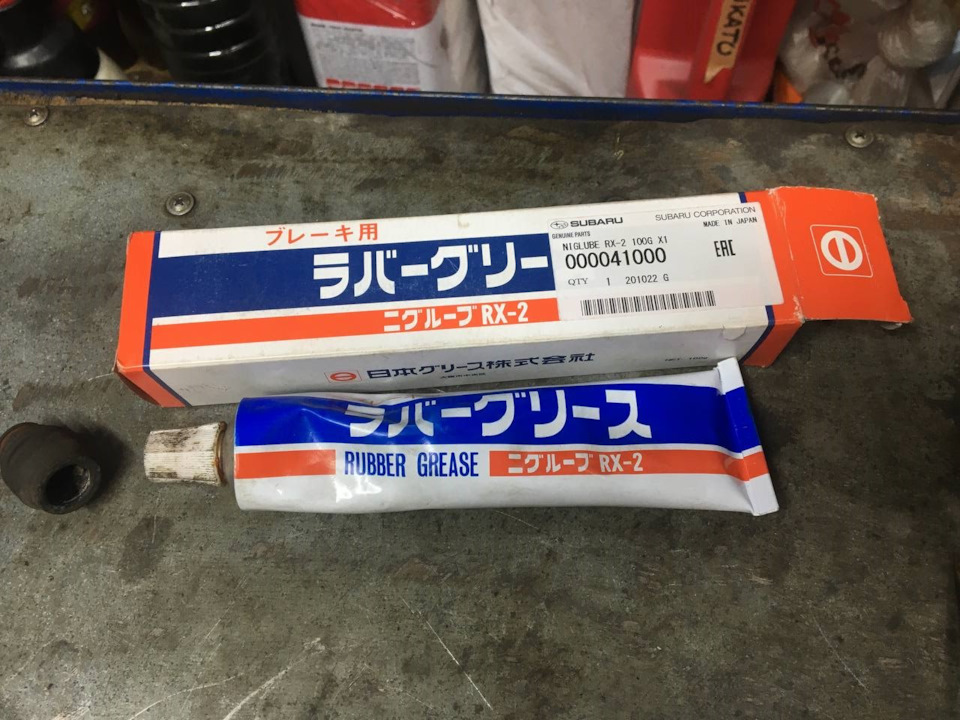 KATO
ブレーキ用
ラバーグリー
ニグループ RX-2
SUBARU
SUBARU CORPORATION
GENUINE PARTS
MADE IN JAPAN
NIGLUBE RX-2 100G X1
000041000
EAC
QTY 1 201022 G
日本グリース株式会社
ラバーグリース
RUBBER GREASE
ニグルーブ RX-2